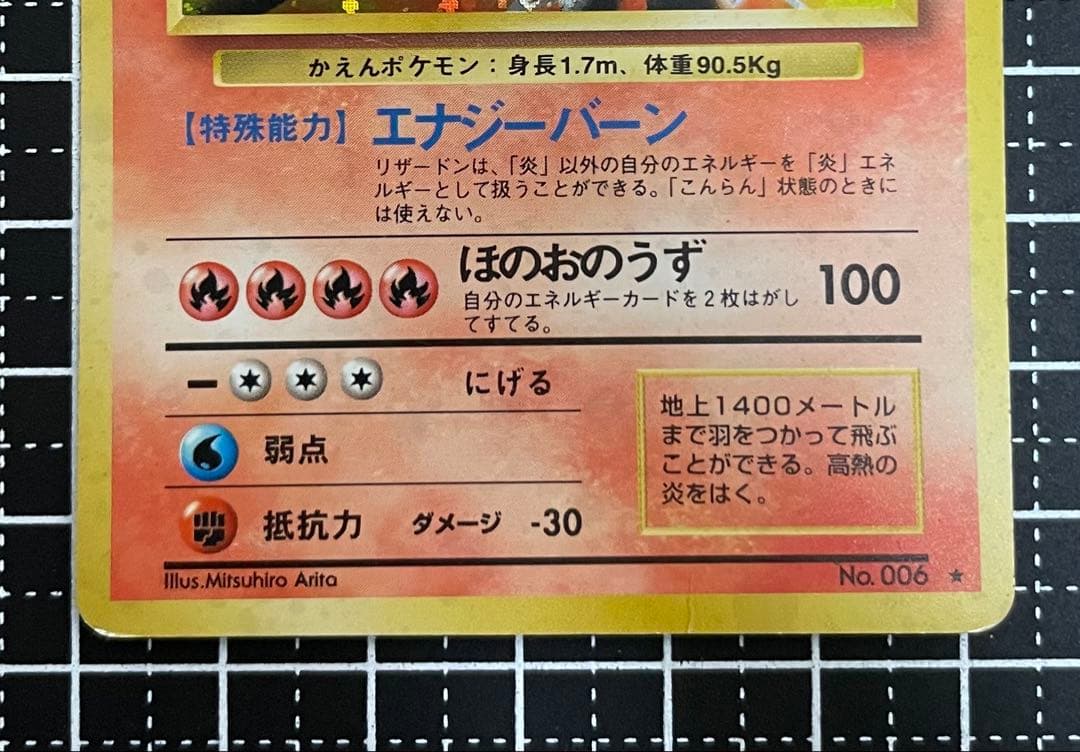 かえんポケモン：身長1.7m、体重90.5Kg
【特殊能力】エナジーバーン
リザードンは、「炎」以外の自分のエネルギーを「炎」エネ
ルギーとして扱うことができる。「こんらん」状態のときに
は使えない。
ほのおのうず 100
自分のエネルギーカードを2枚はがし
てすてる。
ー にげる
弱点
抵抗力 ダメージ -30
地上1400メートル
まで羽をつかって飛ぶ
ことができる。高熱の
炎をはく。
Illus.Mitsuhiro Arita
No. 006 ★